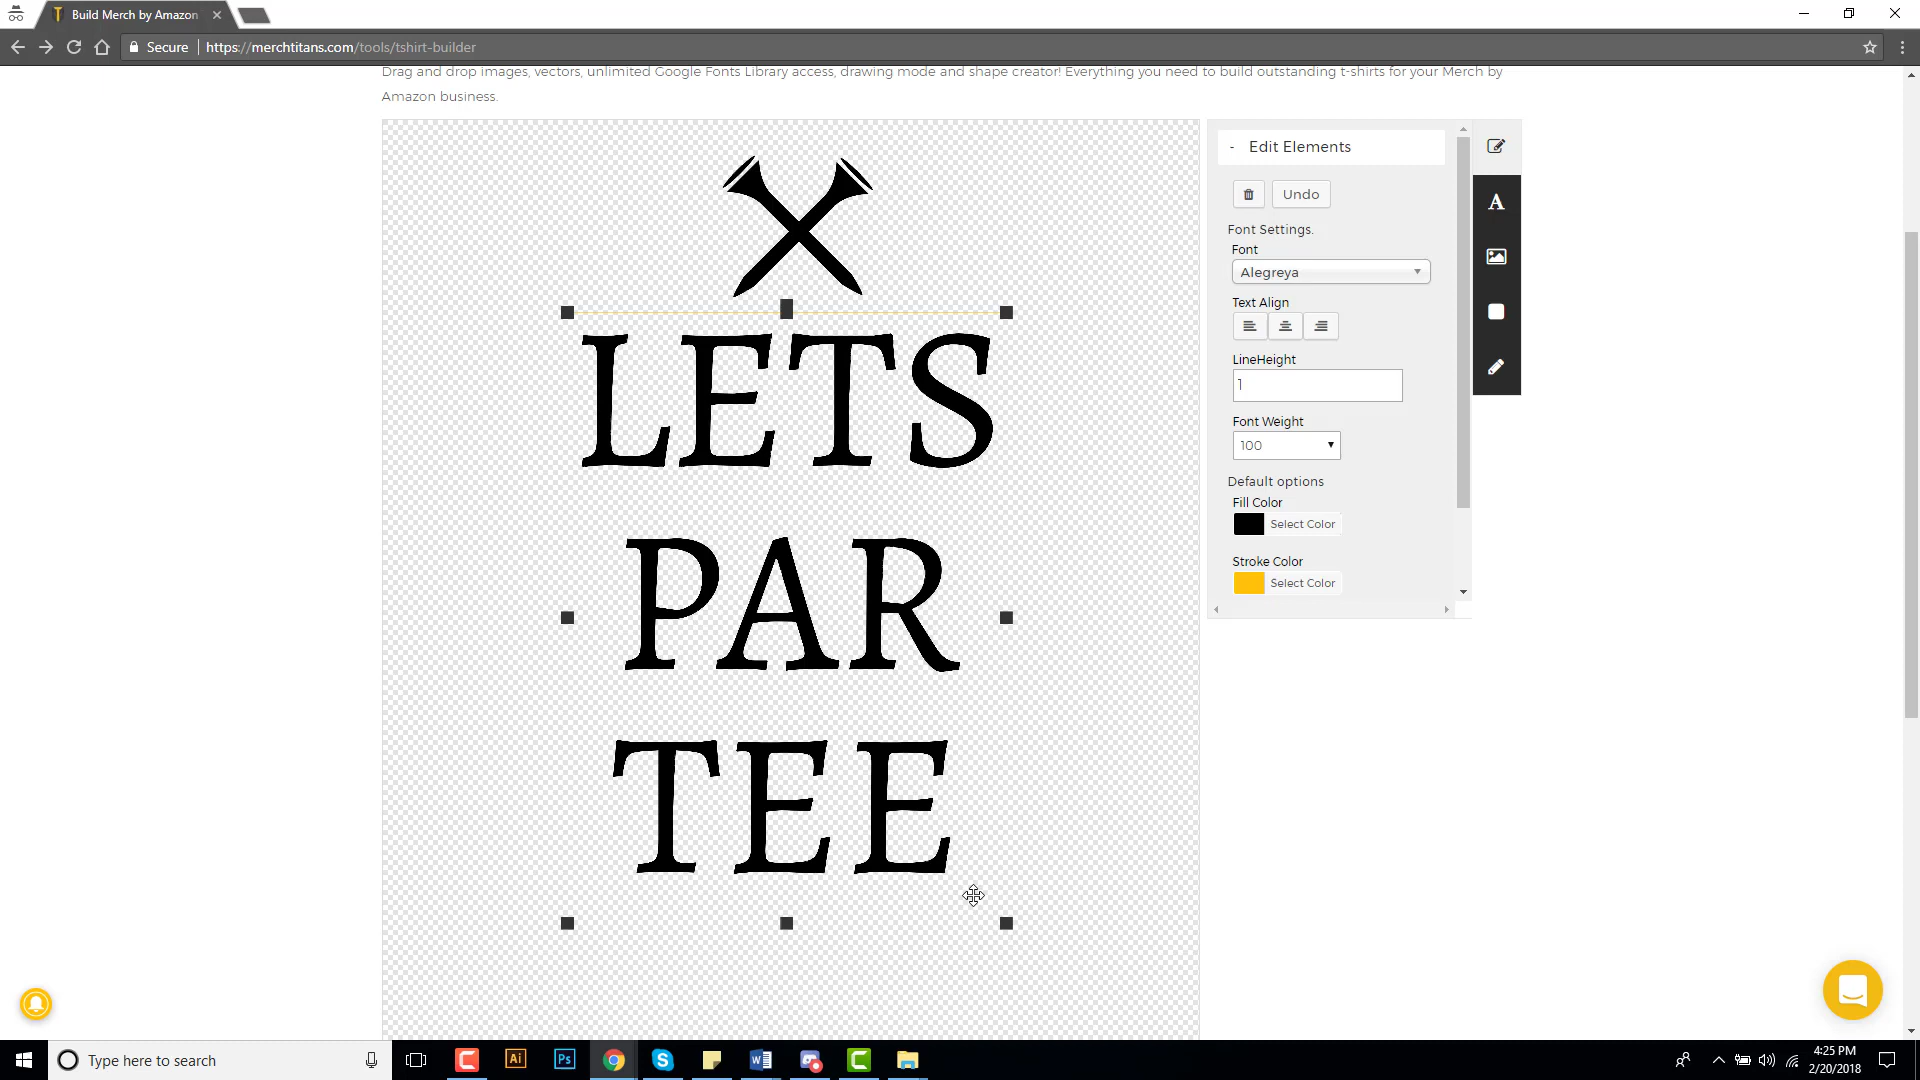 Build Merch by Amazon
Secure
https://merchtitans.com/tools/tshirt-builder
Drag and drop images, vectors, unlimited Google Fonts Library access, drawing mode and shape creator! Everything you need to build outstanding t-shirts for your Merch by
Amazon business.
LETS
PAR
TEE
- Edit Elements
Undo
Font Settings.
Font
Alegreya
Text Align
LineHeight
1
Font Weight
100
Default options
Fill Color
Select Color
Stroke Color
Select Color
A
Type here to search
Ai
Ps
4:25 PM
2/20/2018